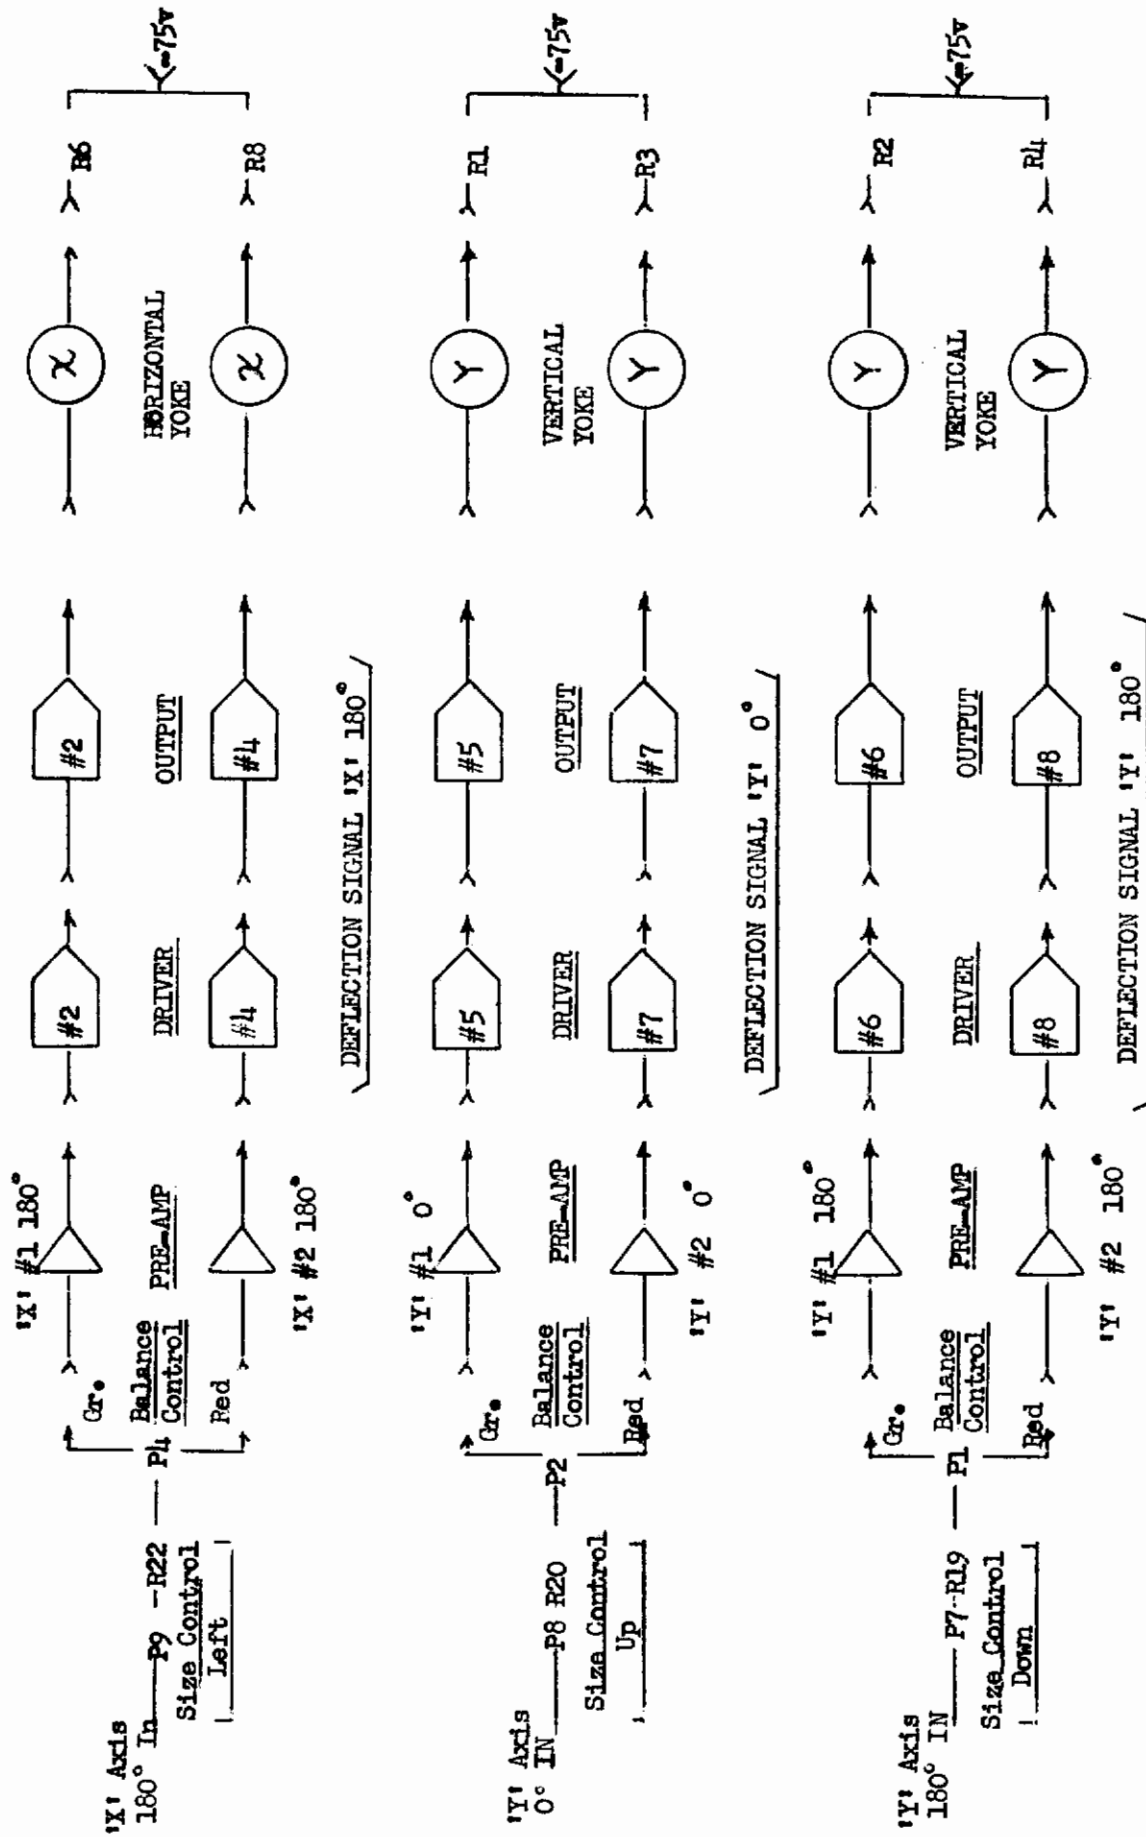 'X' Axis
180° In
P9 -R22
Size Control
Left
P4
Gr.
Balance
Control
Red
'X' #1 180°
PRE-AMP
'X' #2 180°
#2
DRIVER
#4
#2
OUTPUT
#4
DEFLECTION SIGNAL 'X' 180°
X
HORIZONTAL
YOKE
X
R6
R8
-75v
'Y' Axis
0° IN
P8 R20
Size Control
Up
P2
Gr.
Balance
Control
Red
'Y' #1 0°
PRE-AMP
'Y' #2 0°
#5
DRIVER
#7
#5
OUTPUT
#7
DEFLECTION SIGNAL 'Y' 0°
Y
VERTICAL
YOKE
Y
R1
R3
-75v
'Y' Axis
180° IN
P7-R19
Size Control
Down
P1
Gr.
Balance
Control
Red
'Y' #1 180°
PRE-AMP
'Y' #2 180°
#6
DRIVER
#8
#6
OUTPUT
#8
DEFLECTION SIGNAL 'Y' 180°
Y
VERTICAL
YOKE
Y
R2
R4
-75v